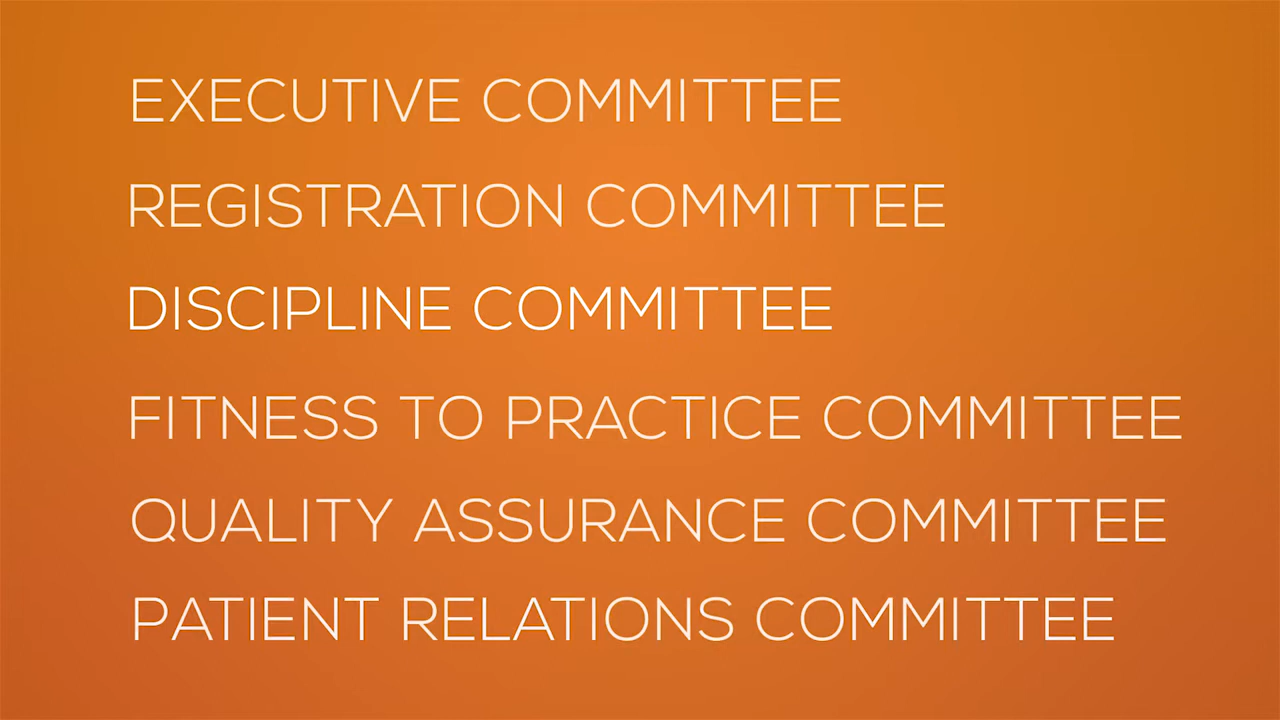 EXECUTIVE COMMITTEE
REGISTRATION COMMITTEE
DISCIPLINE COMMITTEE
FITNESS TO PRACTICE COMMITTEE
QUALITY ASSURANCE COMMITTEE
PATIENT RELATIONS COMMITTEE